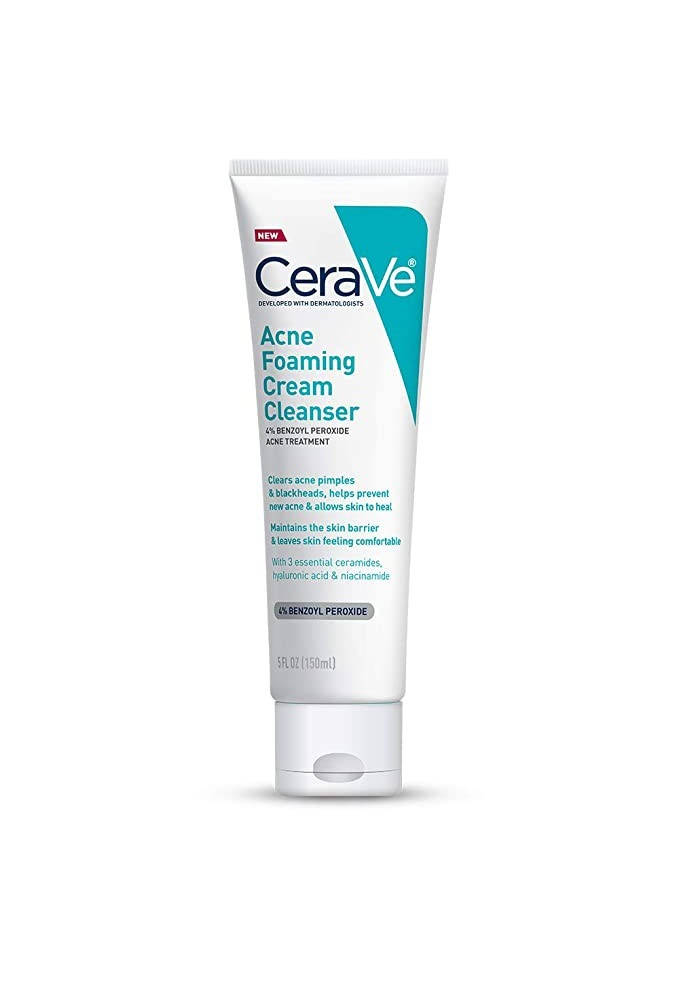 NEW
CeraVe®
DEVELOPED WITH DERMATOLOGISTS
Acne
Foaming
Cream
Cleanser
4% BENZOYL PEROXIDE
ACNE TREATMENT
Clears acne pimples
& blackheads, helps prevent
new acne & allows skin to heal
Maintains the skin barrier
& leaves skin feeling comfortable
With 3 essential ceramides,
hyaluronic acid & niacinamide
4% BENZOYL PEROXIDE
5 FL OZ (150ml)